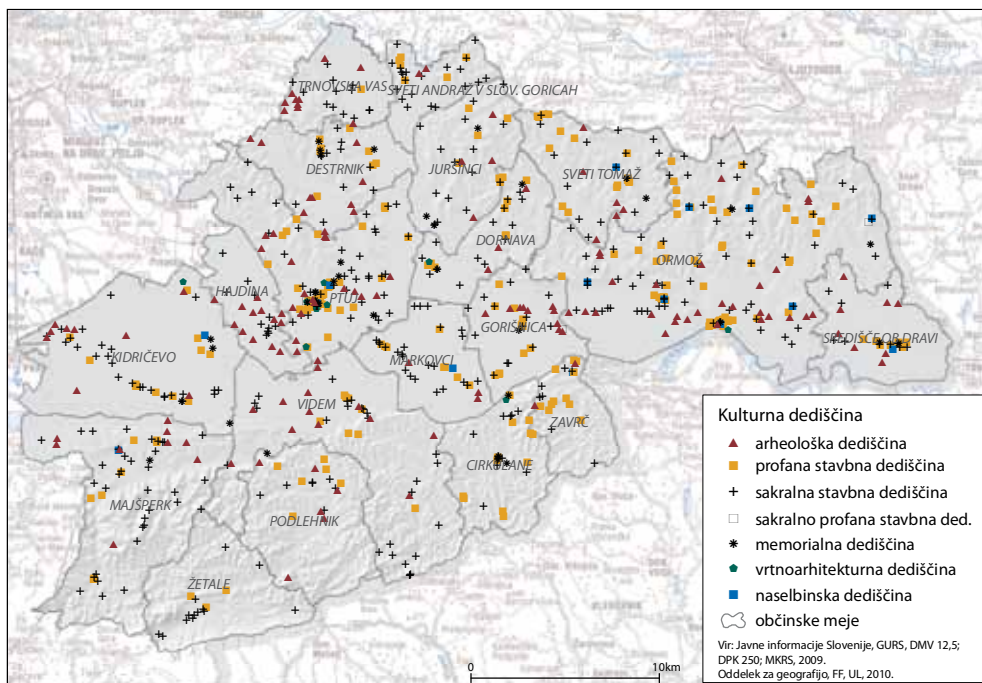 TRNOVSKA VAS
SVETI ANDRAŽ V SLOV. GORICAH
DESTRNIK
JURŠINCI
SVETI TOMAŽ
DORNAVA
ORMOŽ
HAJDINA
PTUJ
GORIŠNICA
SREDIŠČE OB DRAVI
KIDRIČEVO
MARKOVCI
VIDEM
ZAVRČ
CIRKULANE
MAJŠPERK
PODLEHNIK
ŽETALE
Kulturna dediščina
arheološka dediščina
profana stavbna dediščina
sakralna stavbna dediščina
sakralno profana stavbna ded.
memorialna dediščina
vrtnoarhitekturna dediščina
naselbinska dediščina
občinske meje
Vir: Javne informacije Slovenije, GURS, DMV 12,5;
DPK 250; MKRS, 2009.
Oddelek za geografijo, FF, UL, 2010.
0 10km